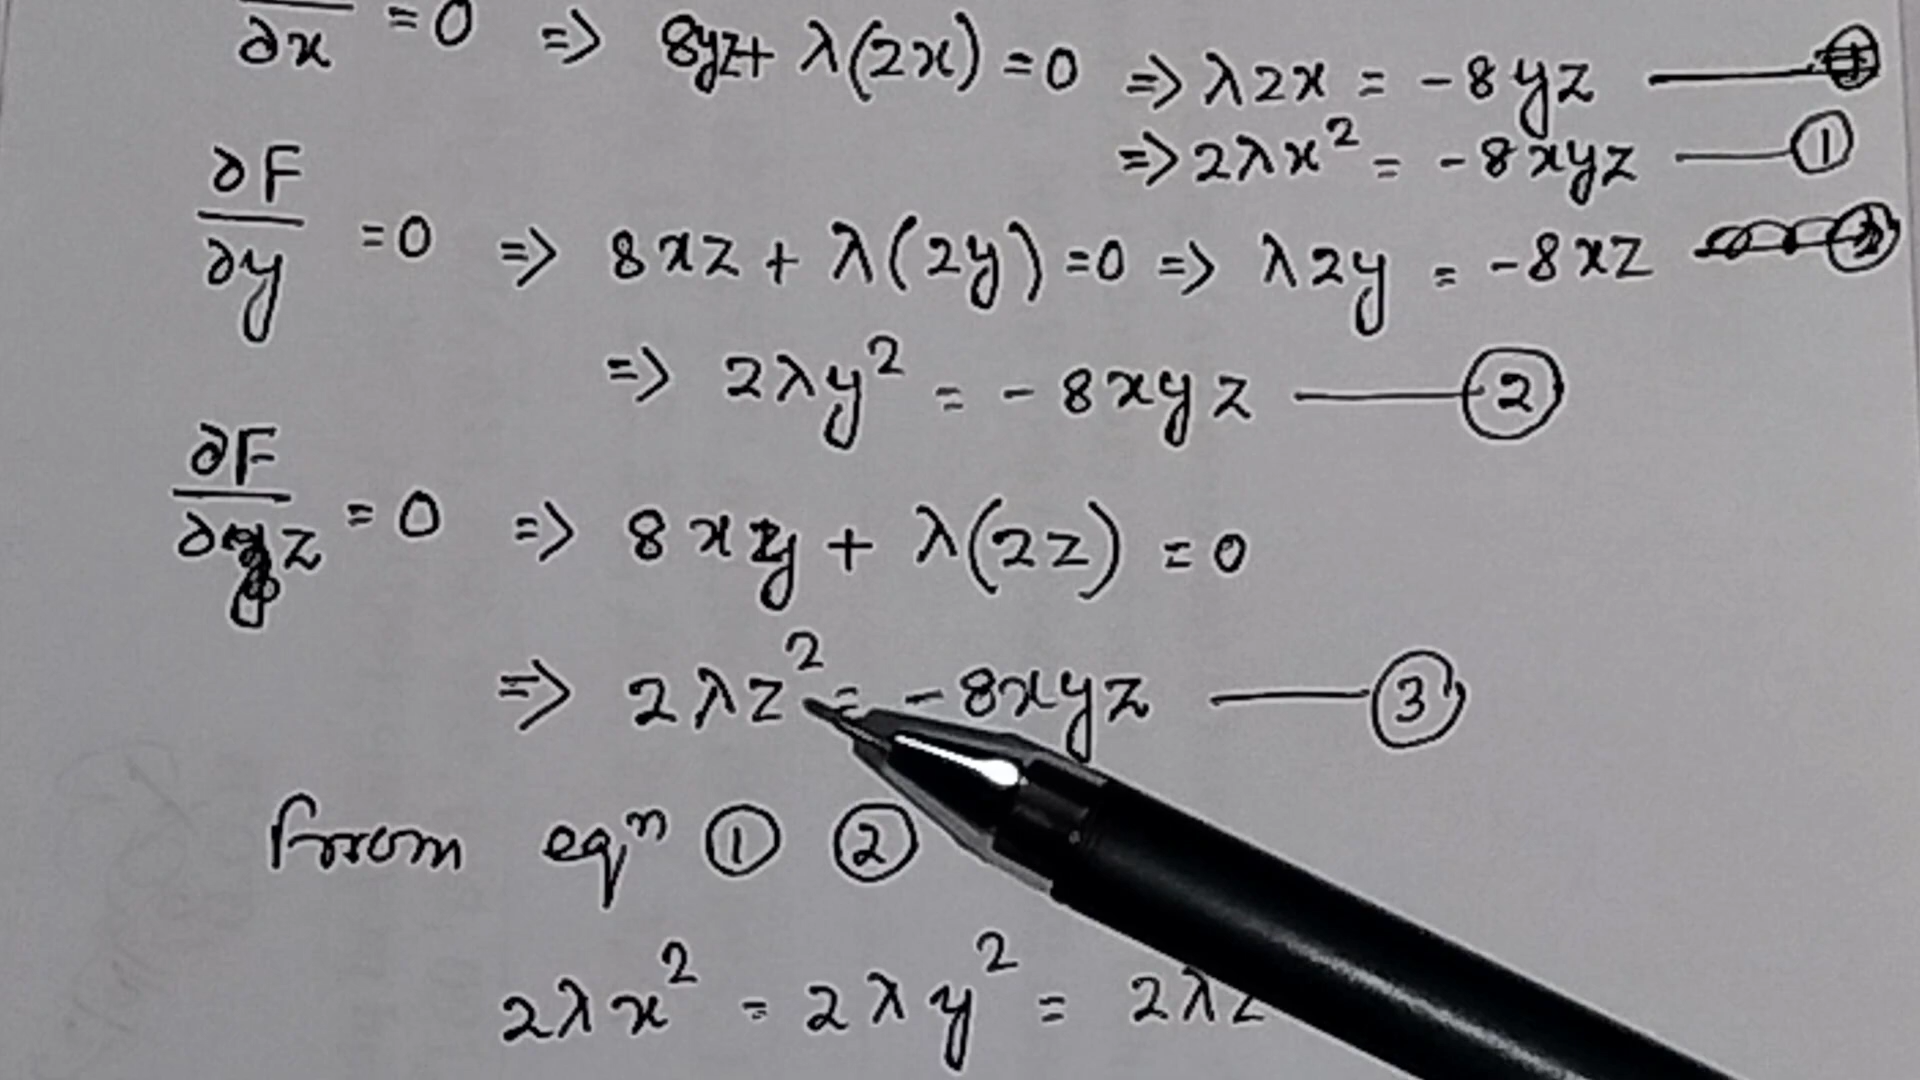 ∂x = 0 => 8yz + λ(2x) = 0 => λ2x = -8yz
=> 2λx² = -8xyz — ①
∂F/∂y = 0 => 8xz + λ(2y) = 0 => λ2y = -8xz
=> 2λy² = -8xyz — ②
∂F/∂z = 0 => 8xy + λ(2z) = 0
=> 2λz² = -8xyz — ③
From eqⁿ ① ②
2λx² = 2λy² = 2λz